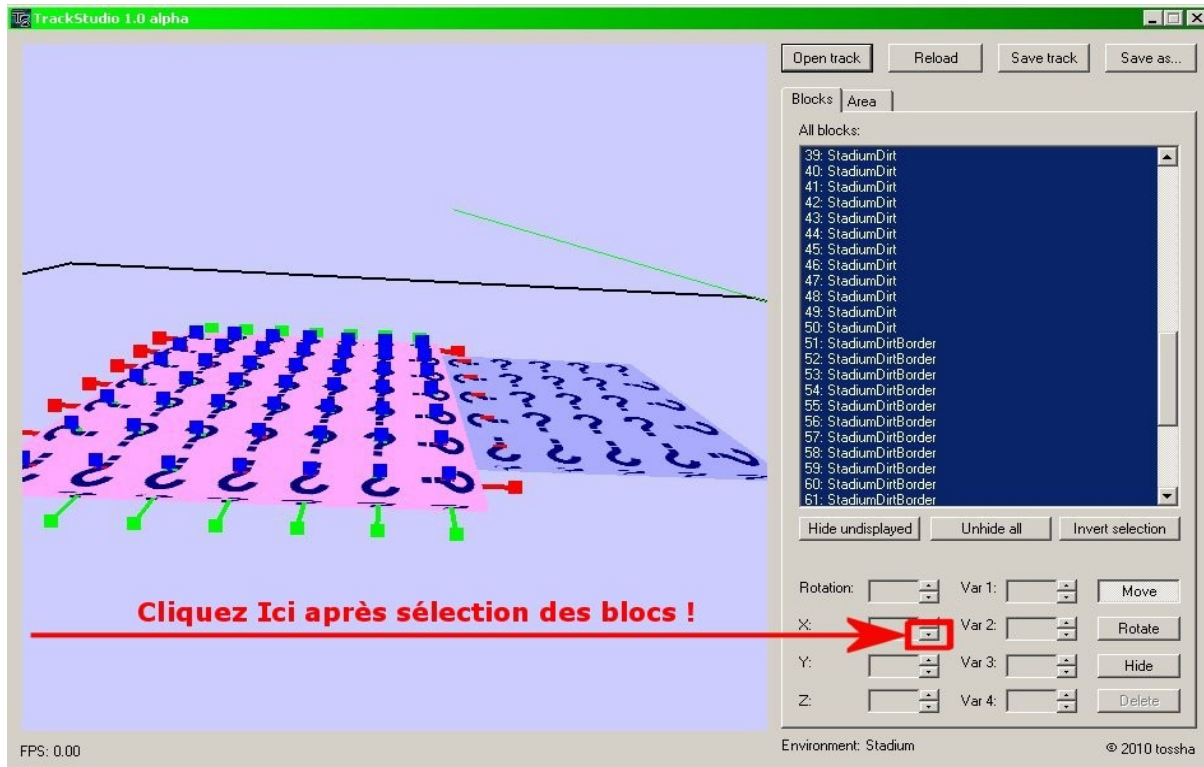 TrackStudio 1.0 alpha
Open track Reload Save track Save as...
Blocks Area
All blocks:
39: StadiumDirt
40: StadiumDirt
41: StadiumDirt
42: StadiumDirt
43: StadiumDirt
44: StadiumDirt
45: StadiumDirt
46: StadiumDirt
47: StadiumDirt
48: StadiumDirt
49: StadiumDirt
50: StadiumDirt
51: StadiumDirtBorder
52: StadiumDirtBorder
53: StadiumDirtBorder
54: StadiumDirtBorder
55: StadiumDirtBorder
56: StadiumDirtBorder
57: StadiumDirtBorder
58: StadiumDirtBorder
59: StadiumDirtBorder
60: StadiumDirtBorder
61: StadiumDirtBorder
Hide undisplayed Unhide all Invert selection
Rotation: Var 1: Move
Cliquez Ici après sélection des blocs !
X: Var 2: Rotate
Y: Var 3: Hide
Z: Var 4: Delete
FPS: 0.00 Environment: Stadium © 2010 tossha